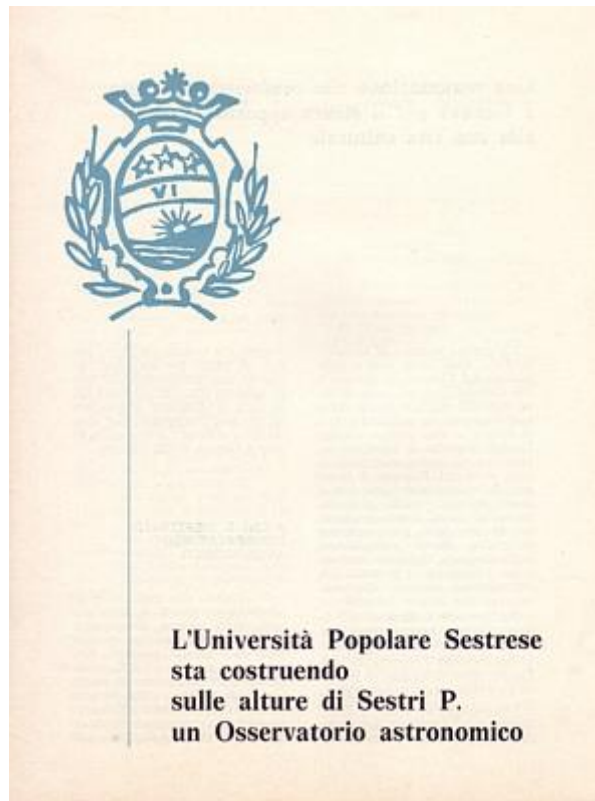 VI
L'Università Popolare Sestrese
sta costruendo
sulle alture di Sestri P.
un Osservatorio astronomico